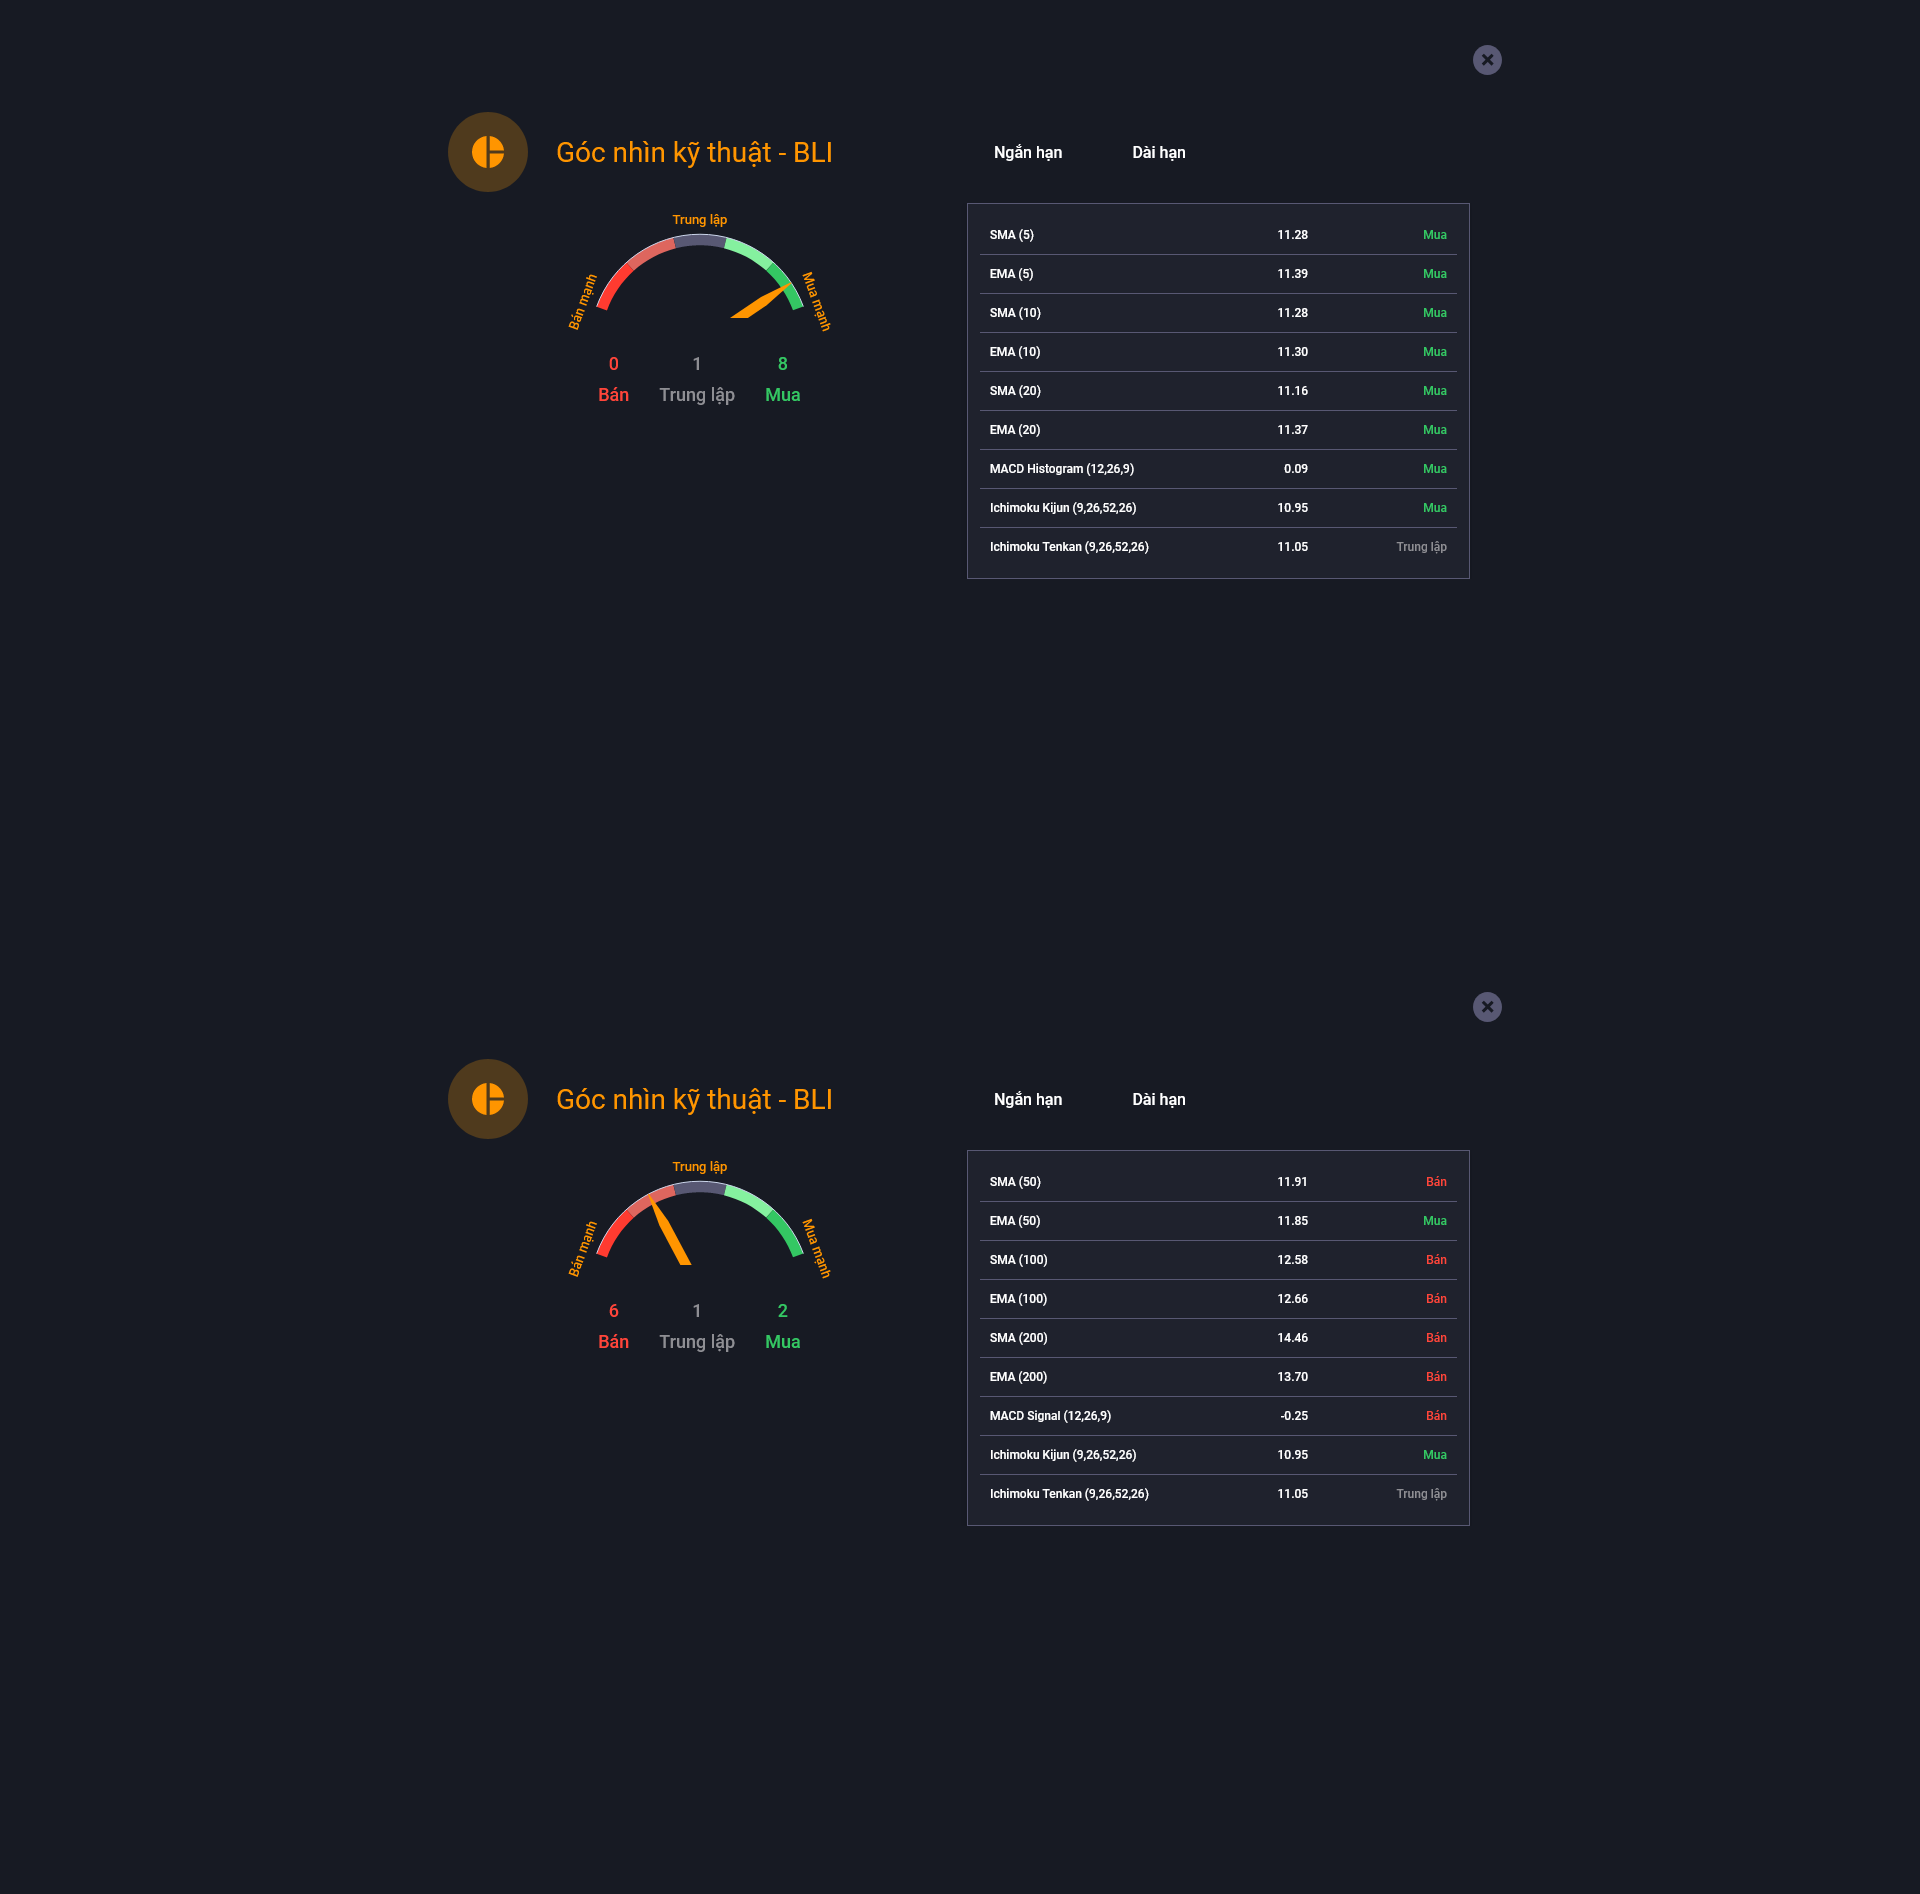 Góc nhìn kỹ thuật - BLI
Ngắn hạn Dài hạn
Trung lập
Bán mạnh
Mua mạnh
0 1 8
Bán Trung lập Mua
SMA (5) 11.28 Mua
EMA (5) 11.39 Mua
SMA (10) 11.28 Mua
EMA (10) 11.30 Mua
SMA (20) 11.16 Mua
EMA (20) 11.37 Mua
MACD Histogram (12,26,9) 0.09 Mua
Ichimoku Kijun (9,26,52,26) 10.95 Mua
Ichimoku Tenkan (9,26,52,26) 11.05 Trung lập
Góc nhìn kỹ thuật - BLI
Ngắn hạn Dài hạn
Trung lập
Bán mạnh
Mua mạnh
6 1 2
Bán Trung lập Mua
SMA (50) 11.91 Bán
EMA (50) 11.85 Mua
SMA (100) 12.58 Bán
EMA (100) 12.66 Bán
SMA (200) 14.46 Bán
EMA (200) 13.70 Bán
MACD Signal (12,26,9) -0.25 Bán
Ichimoku Kijun (9,26,52,26) 10.95 Mua
Ichimoku Tenkan (9,26,52,26) 11.05 Trung lập